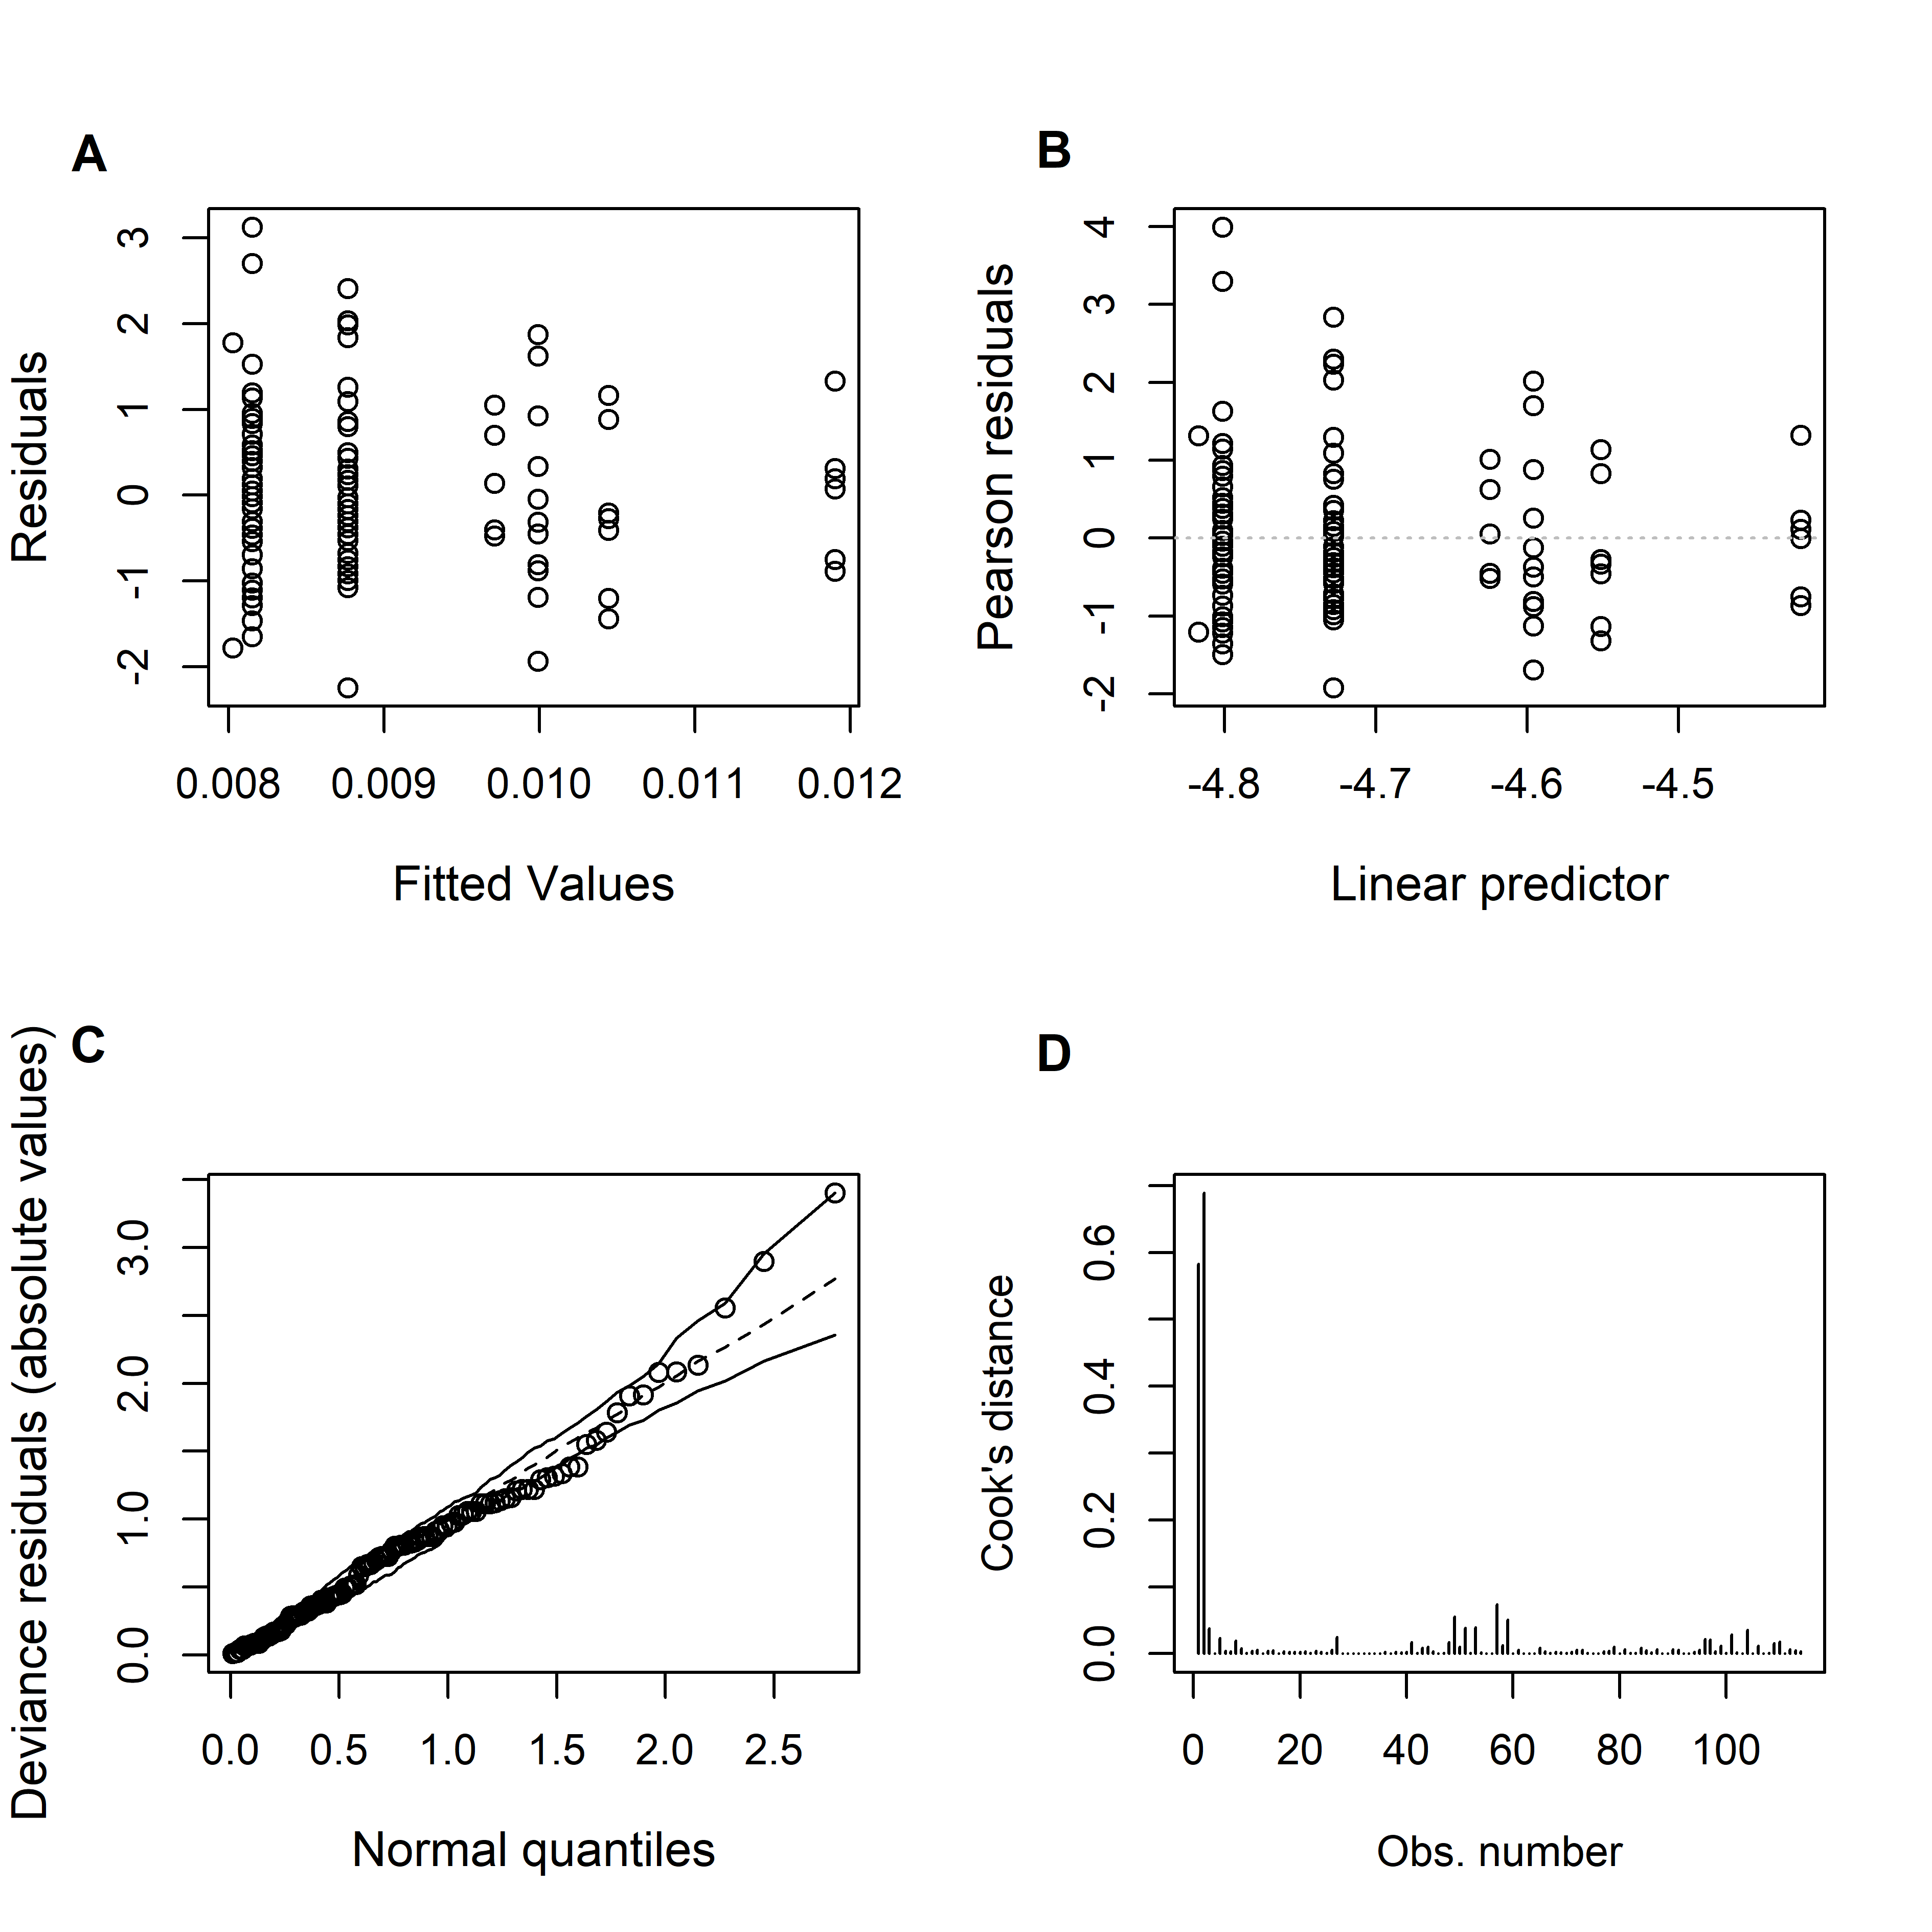 A
3
2
1
0
-1
-2
Residuals
0.008 0.009 0.010 0.011 0.012
Fitted Values
B
4
3
2
1
0
-1
-2
Pearson residuals
-4.8 -4.7 -4.6 -4.5
Linear predictor
C
3.0
2.0
1.0
0.0
Deviance residuals (absolute values)
0.0 0.5 1.0 1.5 2.0 2.5
Normal quantiles
D
0.6
0.4
0.2
0.0
Cook's distance
0 20 40 60 80 100
Obs. number